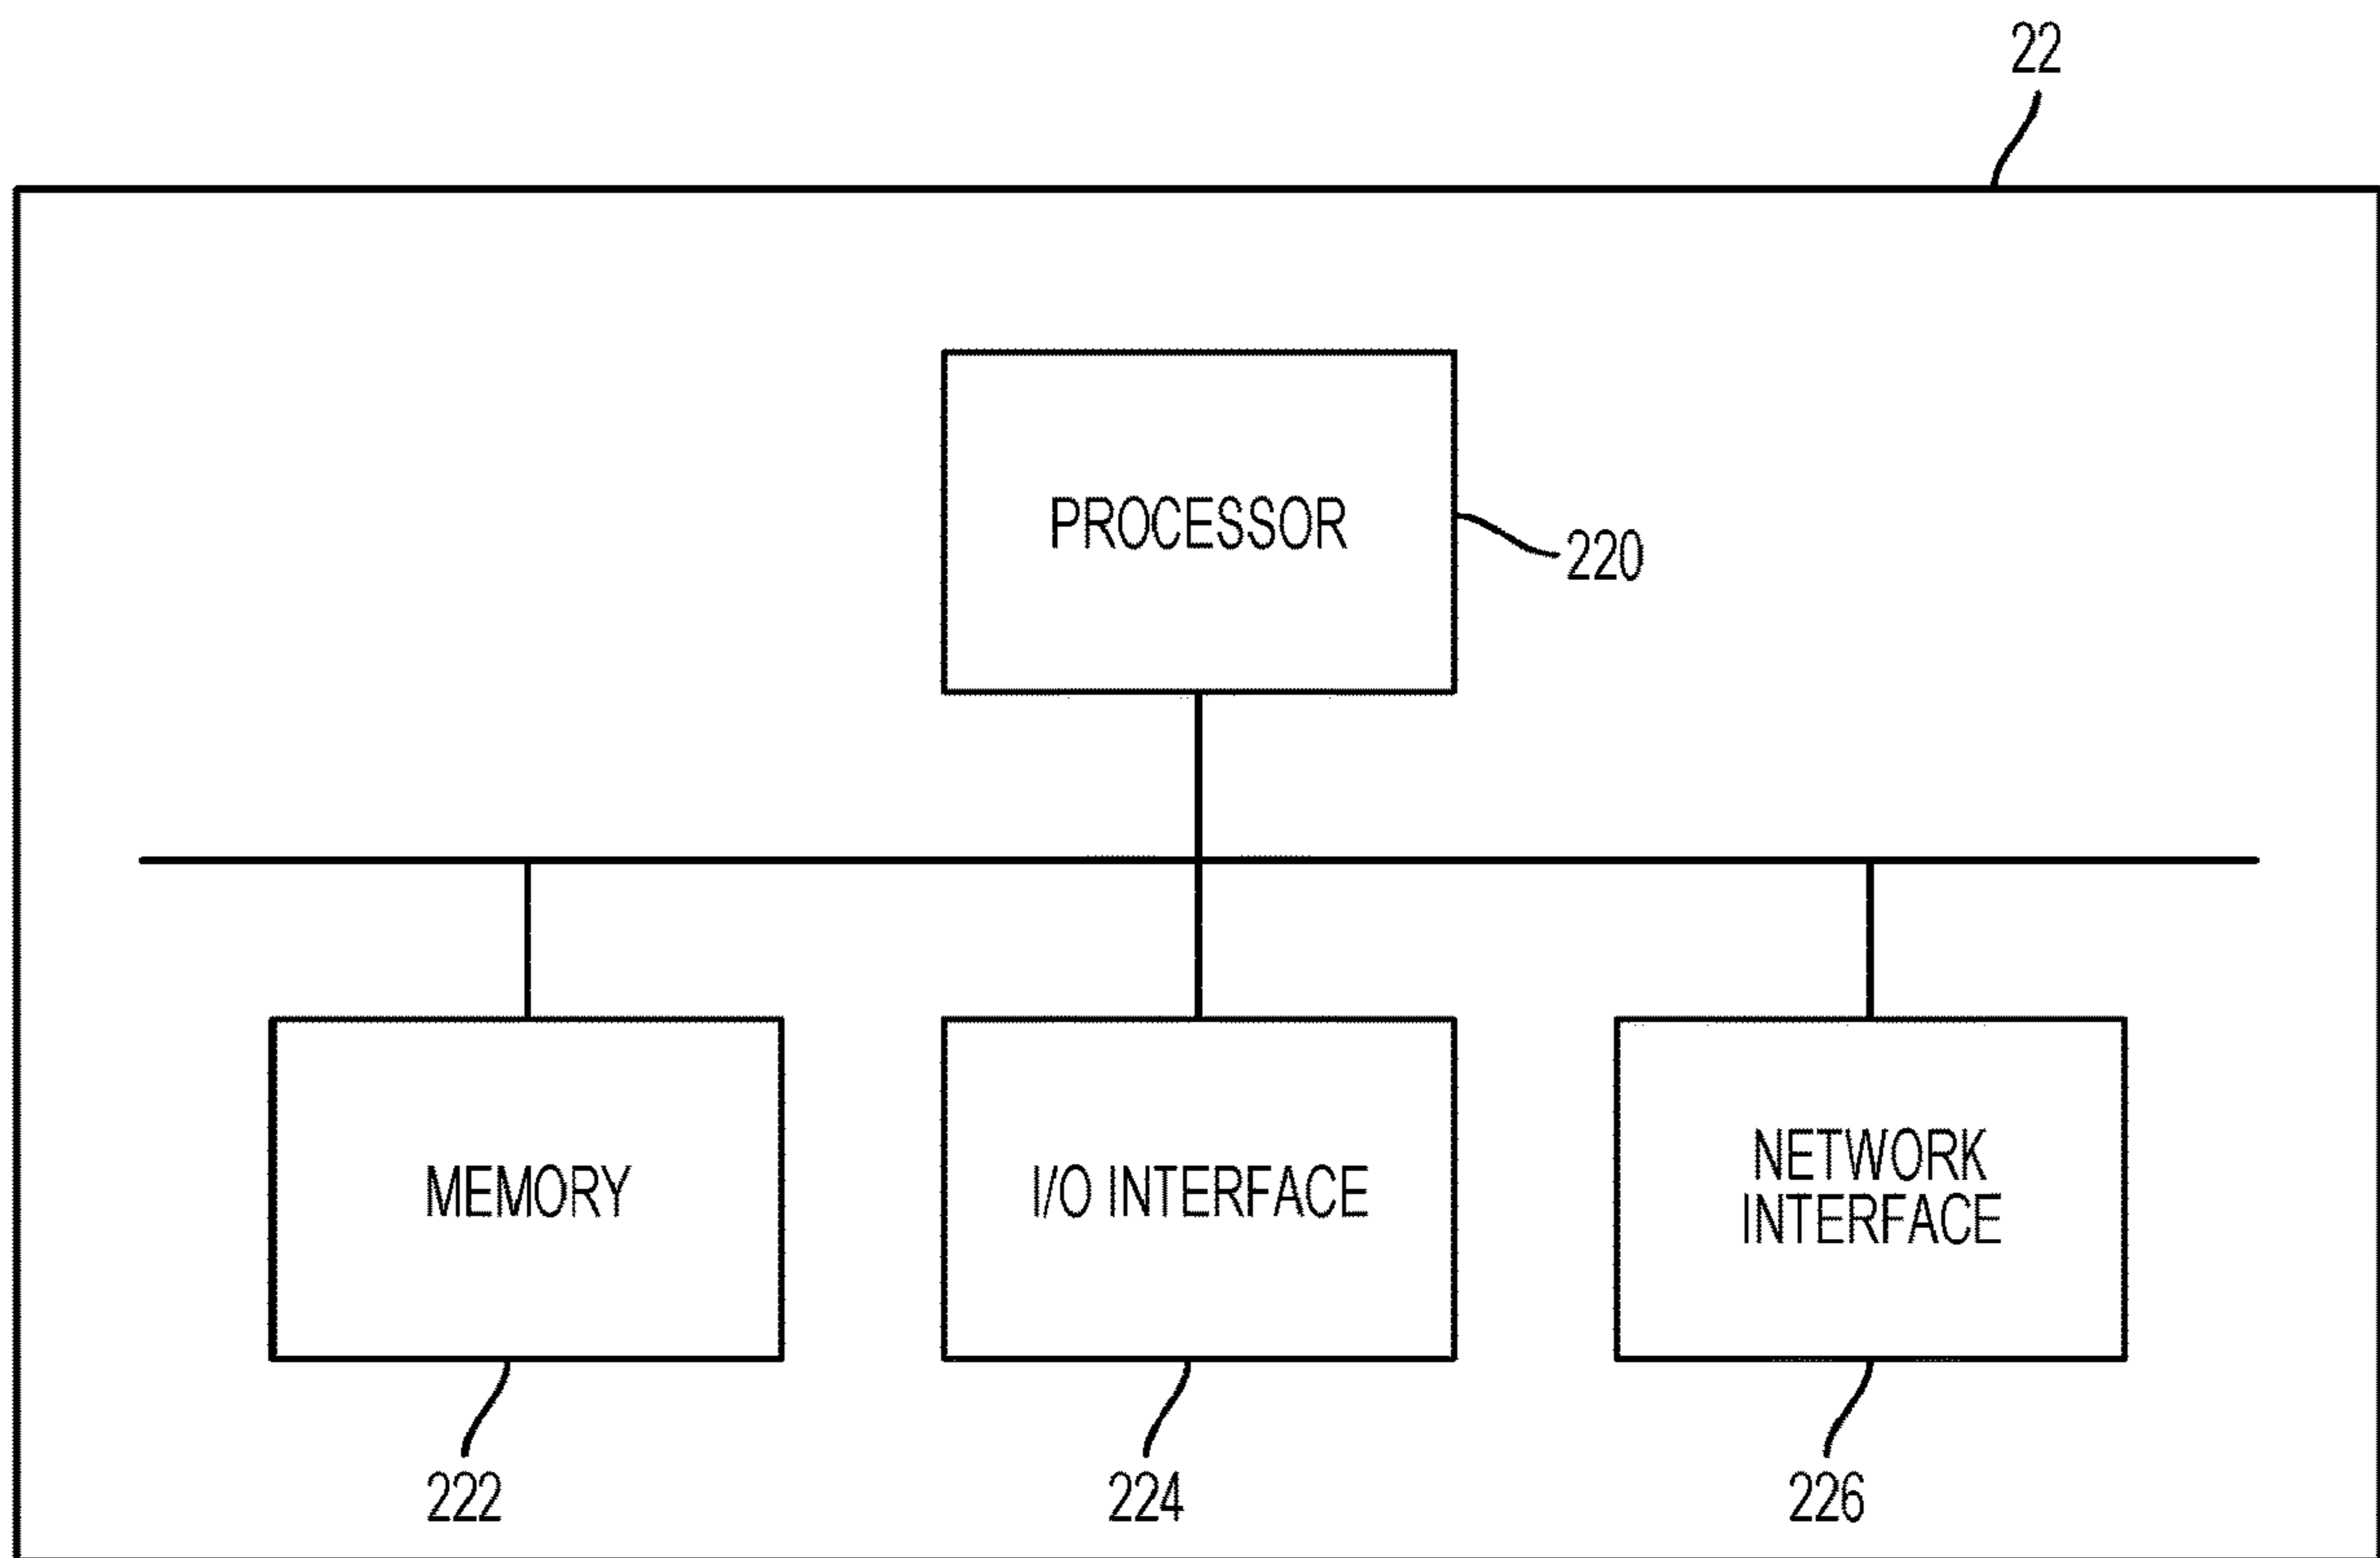 22
PROCESSOR
220
MEMORY
I/O INTERFACE
NETWORK
INTERFACE
222
224
226